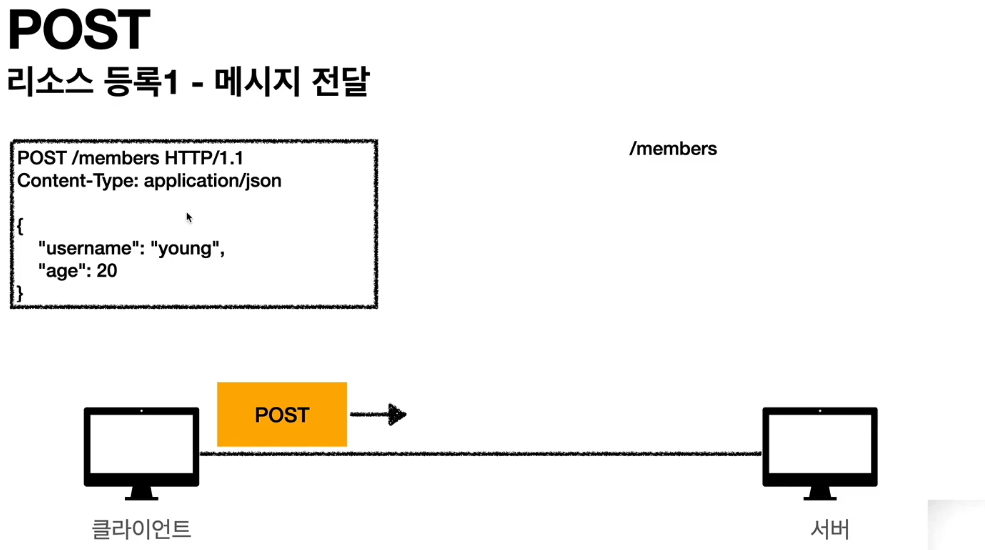 POST
리소스 등록1 - 메시지 전달
POST /members HTTP/1.1
Content-Type: application/json
{
"username": "young",
"age": 20
}
/members
POST
클라이언트
서버